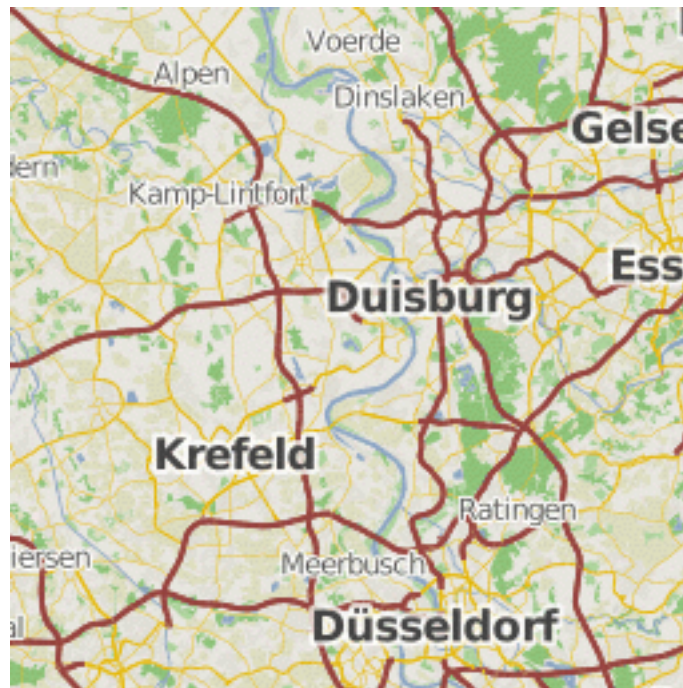 Voerde
Alpen
Dinslaken
Gelse
dern
Kamp-Lintfort
Ess
Duisburg
Krefeld
Ratingen
iersen
Meerbusch
al
Düsseldorf